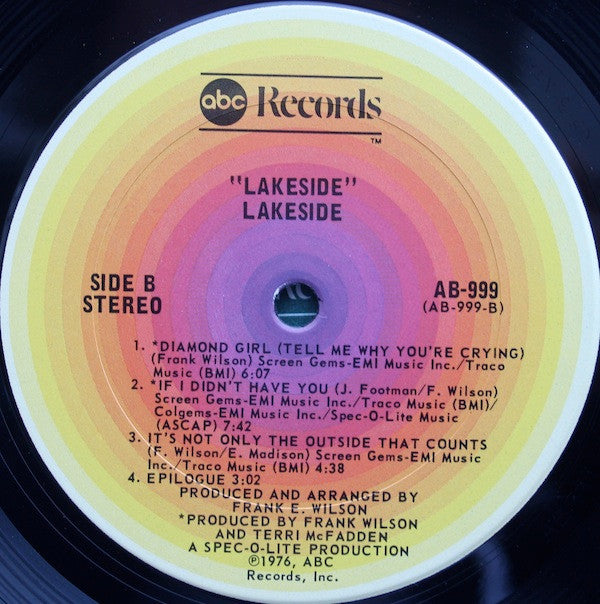 abc Records
TM
"LAKESIDE"
LAKESIDE
SIDE B
STEREO
AB-999
(AB-999-B)
1. *DIAMOND GIRL (TELL ME WHY YOU'RE CRYING)
(Frank Wilson) Screen Gems-EMI Music Inc./Traco
Music (BMI) 6:07
2. *IF I DIDN'T HAVE YOU (J. Footman/F. Wilson)
Screen Gems-EMI Music Inc./Traco Music (BMI)/
Colgems-EMI Music Inc./Spec-O-Lite Music
(ASCAP) 7:42
3. IT'S NOT ONLY THE OUTSIDE THAT COUNTS
(F. Wilson/E. Madison) Screen Gems-EMI Music
Inc./Traco Music (BMI) 4:38
4. EPILOGUE 3:02
PRODUCED AND ARRANGED BY
FRANK E. WILSON
*PRODUCED BY FRANK WILSON
AND TERRI McFADDEN
A SPEC-O-LITE PRODUCTION
℗1976, ABC
Records, Inc.